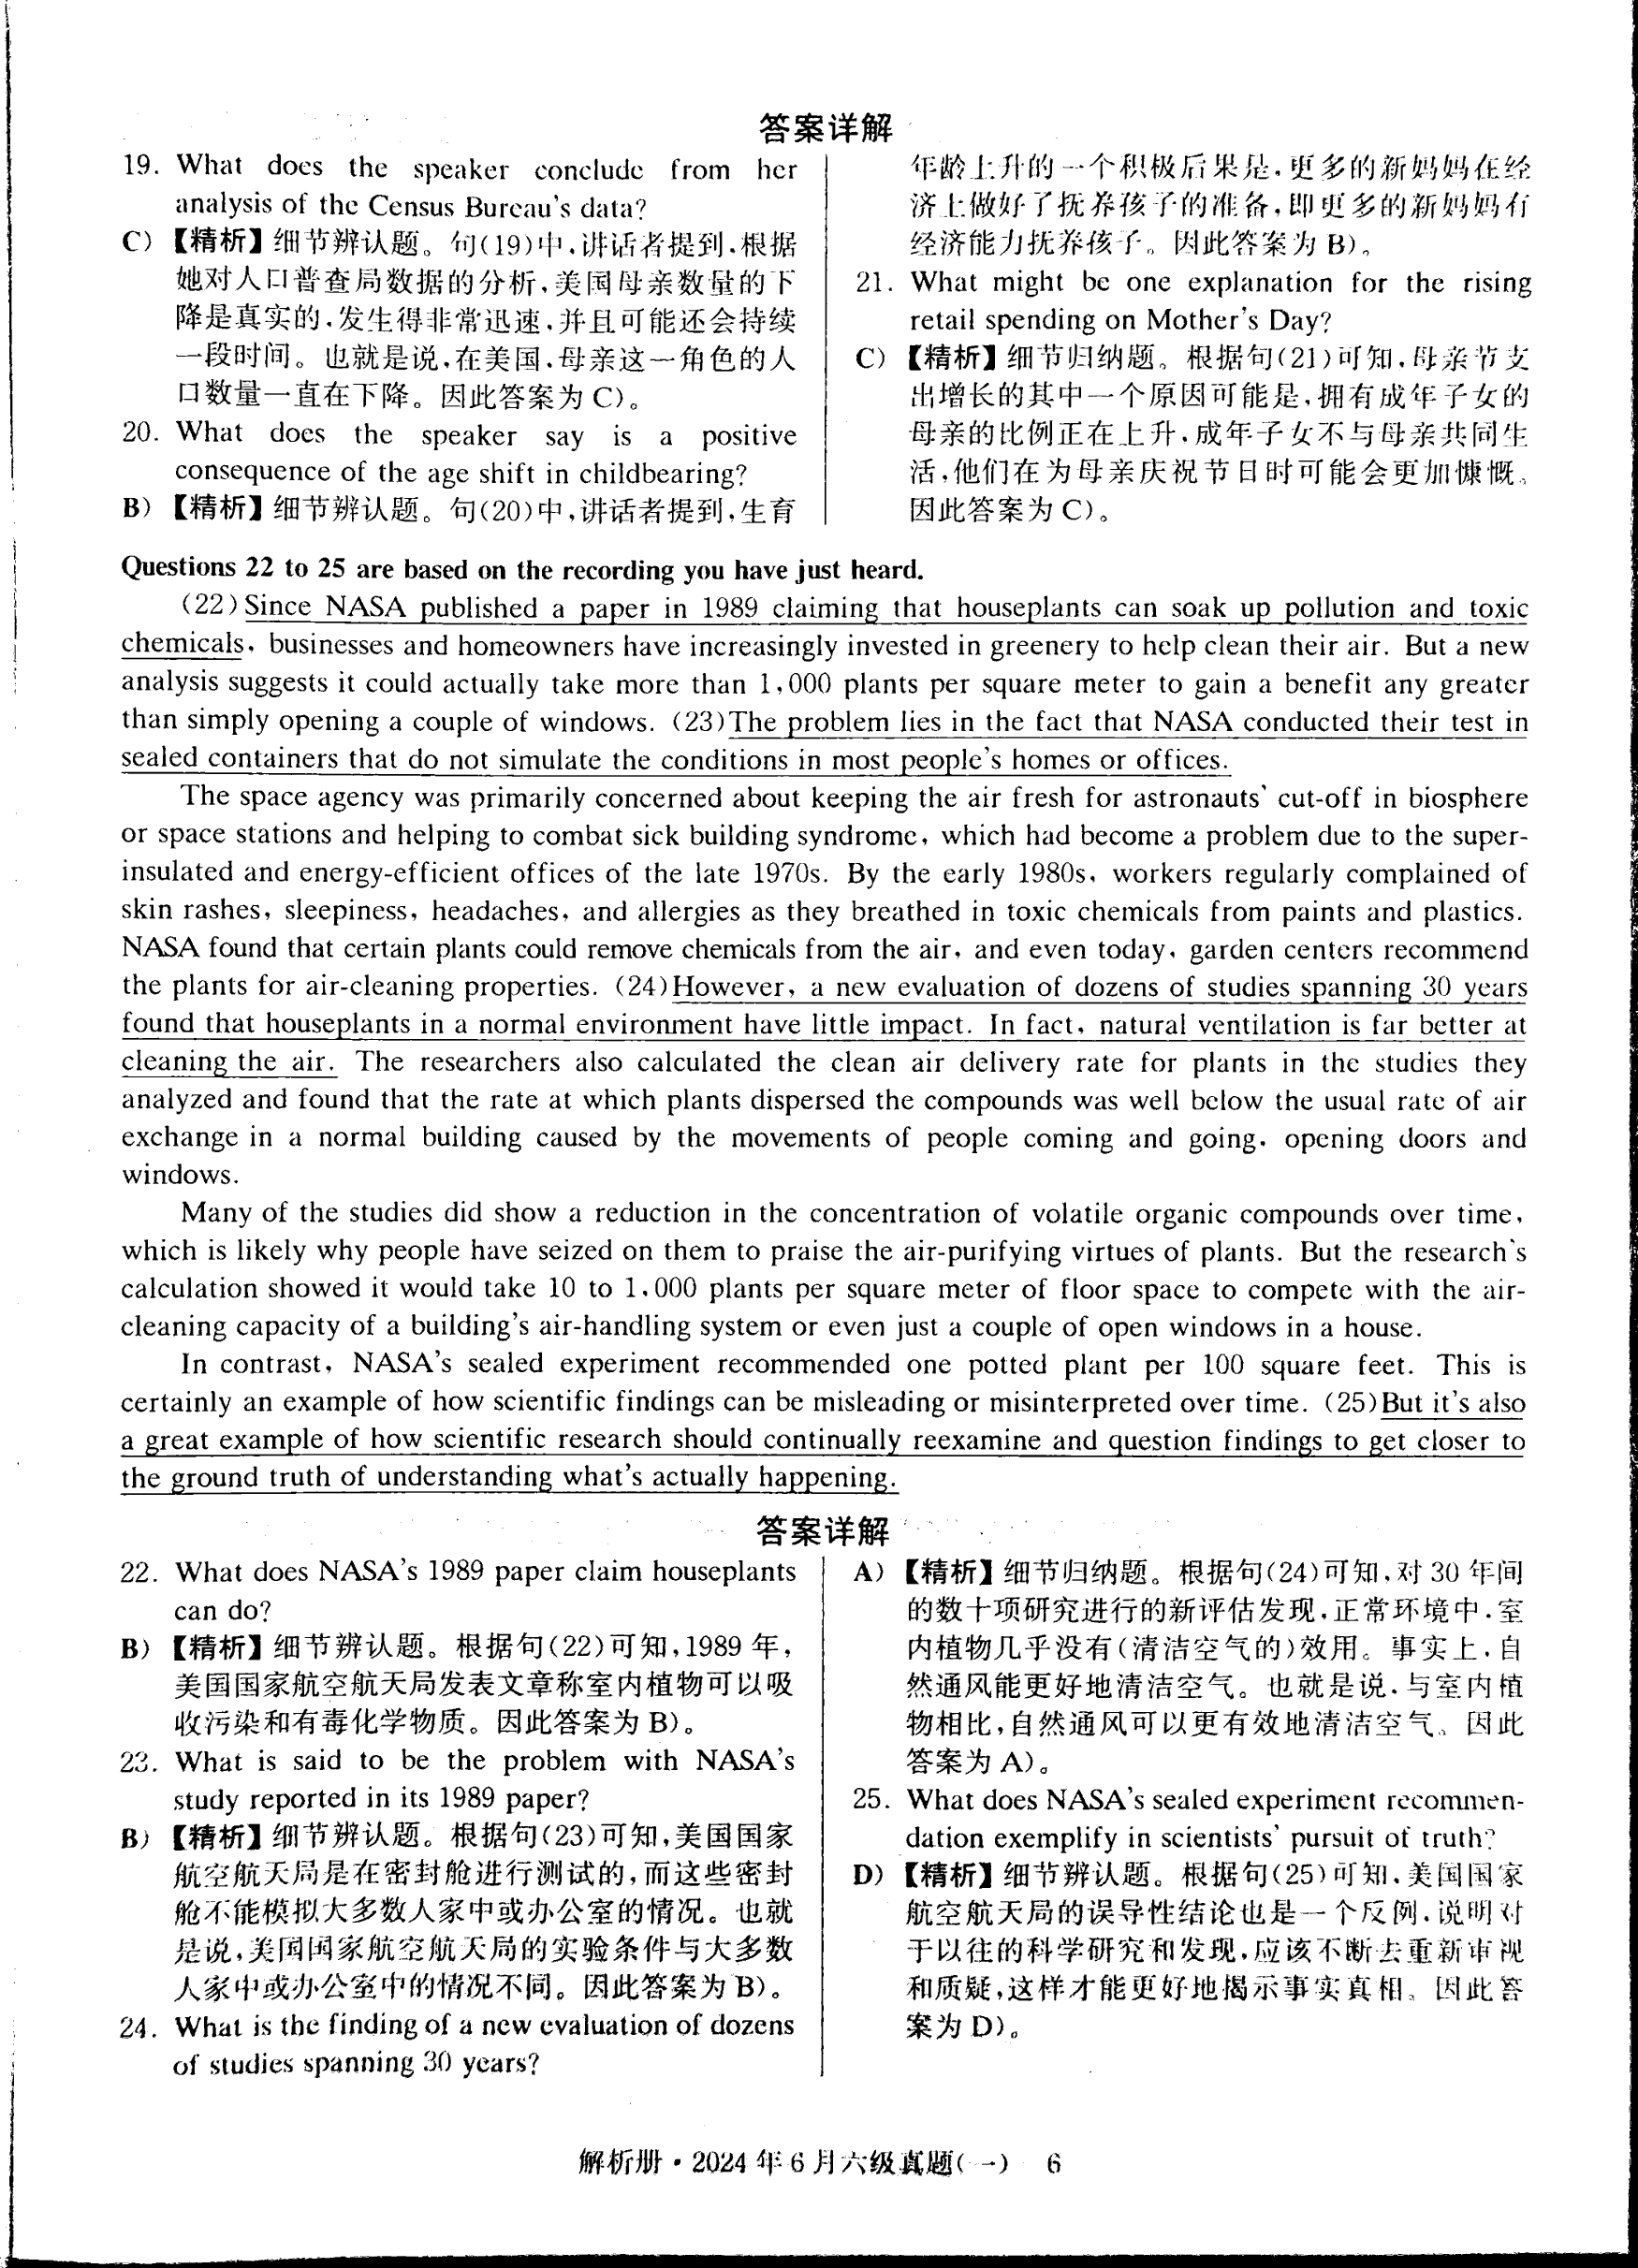 答案详解
19. What does the speaker conclude from her
analysis of the Census Bureau's data?
C)【精析】细节辨认题。句(19)中,讲话者提到,根据
她对人口普查局数据的分析,美国母亲数量的下
降是真实的,发生得非常迅速,并且可能还会持续
一段时间。也就是说,在美国,母亲这一角色的人
口数量一直在下降。因此答案为 C)。
20. What does the speaker say is a positive
consequence of the age shift in childbearing?
B)【精析】细节辨认题。句(20)中,讲话者提到,生育
年龄上升的一个积极后果是,更多的新妈妈在经
济上做好了抚养孩子的准备,即更多的新妈妈有
经济能力抚养孩子。因此答案为 B)。
21. What might be one explanation for the rising
retail spending on Mother's Day?
C)【精析】细节归纳题。根据句(21)可知,母亲节支
出增长的其中一个原因可能是,拥有成年子女的
母亲的比例正在上升,成年子女不与母亲共同生
活,他们在为母亲庆祝节日时可能会更加慷慨。
因此答案为 C)。
Questions 22 to 25 are based on the recording you have just heard.
(22)Since NASA published a paper in 1989 claiming that houseplants can soak up pollution and toxic
chemicals, businesses and homeowners have increasingly invested in greenery to help clean their air. But a new
analysis suggests it could actually take more than 1,000 plants per square meter to gain a benefit any greater
than simply opening a couple of windows. (23)The problem lies in the fact that NASA conducted their test in
sealed containers that do not simulate the conditions in most people's homes or offices.
The space agency was primarily concerned about keeping the air fresh for astronauts' cut-off in biosphere
or space stations and helping to combat sick building syndrome, which had become a problem due to the super-
insulated and energy-efficient offices of the late 1970s. By the early 1980s, workers regularly complained of
skin rashes, sleepiness, headaches, and allergies as they breathed in toxic chemicals from paints and plastics.
NASA found that certain plants could remove chemicals from the air, and even today, garden centers recommend
the plants for air-cleaning properties. (24)However, a new evaluation of dozens of studies spanning 30 years
found that houseplants in a normal environment have little impact. In fact, natural ventilation is far better at
cleaning the air. The researchers also calculated the clean air delivery rate for plants in the studies they
analyzed and found that the rate at which plants dispersed the compounds was well below the usual rate of air
exchange in a normal building caused by the movements of people coming and going, opening doors and
windows.
Many of the studies did show a reduction in the concentration of volatile organic compounds over time,
which is likely why people have seized on them to praise the air-purifying virtues of plants. But the research's
calculation showed it would take 10 to 1,000 plants per square meter of floor space to compete with the air-
cleaning capacity of a building's air-handling system or even just a couple of open windows in a house.
In contrast, NASA's sealed experiment recommended one potted plant per 100 square feet. This is
certainly an example of how scientific findings can be misleading or misinterpreted over time. (25)But it's also
a great example of how scientific research should continually reexamine and question findings to get closer to
the ground truth of understanding what's actually happening.
答案详解
22. What does NASA's 1989 paper claim houseplants
can do?
B)【精析】细节辨认题。根据句(22)可知,1989 年,
美国国家航空航天局发表文章称室内植物可以吸
收污染和有毒化学物质。因此答案为 B)。
23. What is said to be the problem with NASA's
study reported in its 1989 paper?
B)【精析】细节辨认题。根据句(23)可知,美国国家
航空航天局是在密封舱进行测试的,而这些密封
舱不能模拟大多数人家中或办公室的情况。也就
是说,美国国家航空航天局的实验条件与大多数
人家中或办公室中的情况不同。因此答案为 B)。
24. What is the finding of a new evaluation of dozens
of studies spanning 30 years?
A)【精析】细节归纳题。根据句(24)可知,对 30 年间
的数十项研究进行的新评估发现,正常环境中,室
内植物几乎没有(清洁空气的)效用。事实上,自
然通风能更好地清洁空气。也就是说,与室内植
物相比,自然通风可以更有效地清洁空气。因此
答案为 A)。
25. What does NASA's sealed experiment recommen-
dation exemplify in scientists' pursuit of truth?
D)【精析】细节辨认题。根据句(25)可知,美国国家
航空航天局的误导性结论也是一个反例,说明对
于以往的科学研究和发现,应该不断去重新审视
和质疑,这样才能更好地揭示事实真相。因此答
案为 D)。
解析册·2024 年 6 月六级真题(一) 6